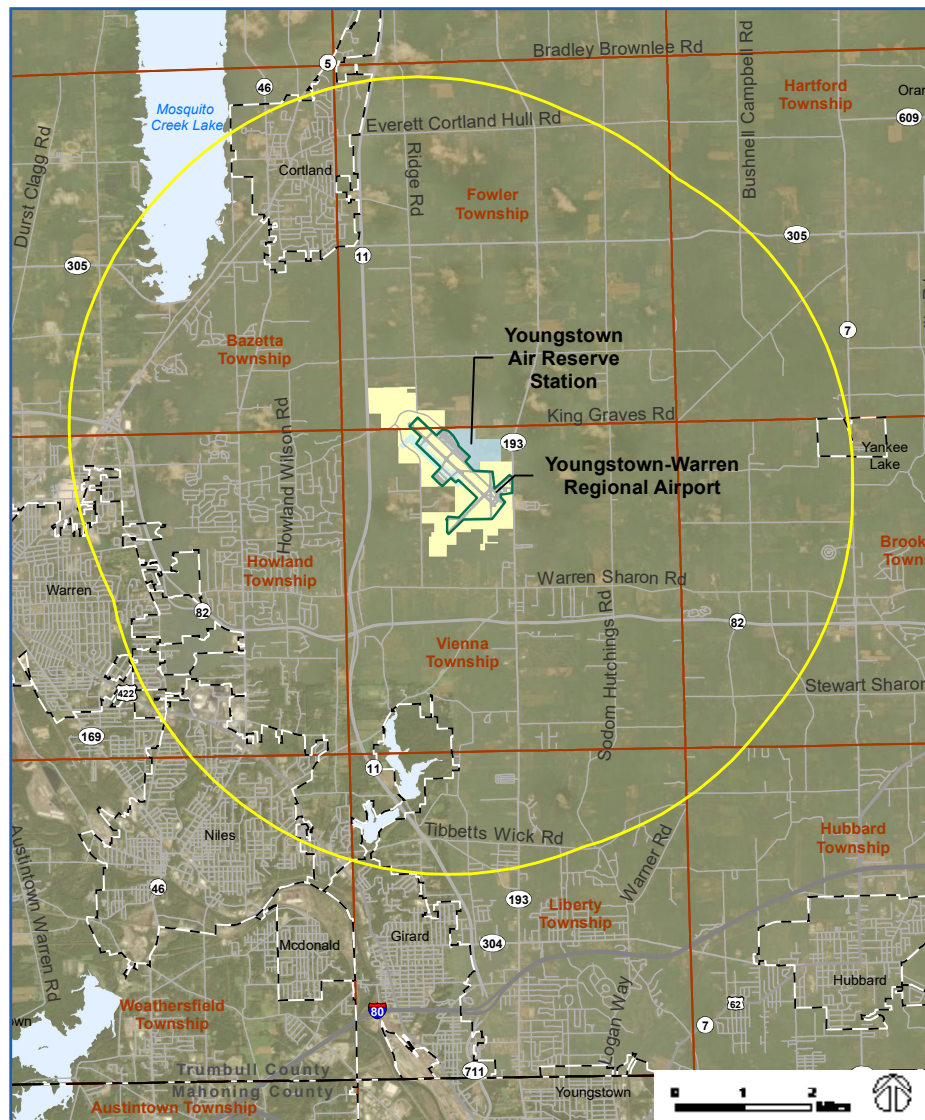 Bradley Brownlee Rd
5
46
Hartford
Township
Mosquito
Creek Lake
Bushnell Campbell Rd
609
Everett Cortland Hull Rd
Durst Clagg Rd
Ridge Rd
Cortland
Fowler
Township
305
11
305
7
Youngstown
Air Reserve
Station
Bazetta
Township
King Graves Rd
193
Yankee
Lake
Howland Wilson Rd
Youngstown-Warren
Regional Airport
Howland
Township
Brook
Town
Warren Sharon Rd
Warren
82
82
Sodom Hutchings Rd
Vienna
Township
422
Stewart Sharon
169
11
Tibbetts Wick Rd
Niles
Hubbard
Township
Austintown Warren Rd
46
Warner Rd
193
Liberty
Township
Mcdonald
Girard
304
Hubbard
Weathersfield
Township
own
80
62
7
Logan Way
Trumbull County
711
Mahoning County
Austintown Township
Youngstown
0 1 2